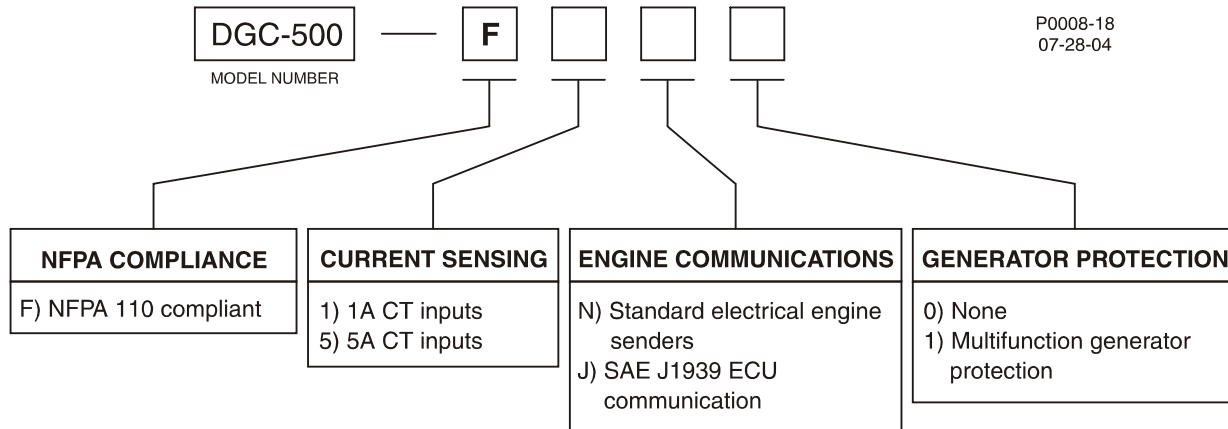 DGC-500 — F
MODEL NUMBER
P0008-18
07-28-04
NFPA COMPLIANCE
F) NFPA 110 compliant
CURRENT SENSING
1) 1A CT inputs
5) 5A CT inputs
ENGINE COMMUNICATIONS
N) Standard electrical engine
senders
J) SAE J1939 ECU
communication
GENERATOR PROTECTION
0) None
1) Multifunction generator
protection